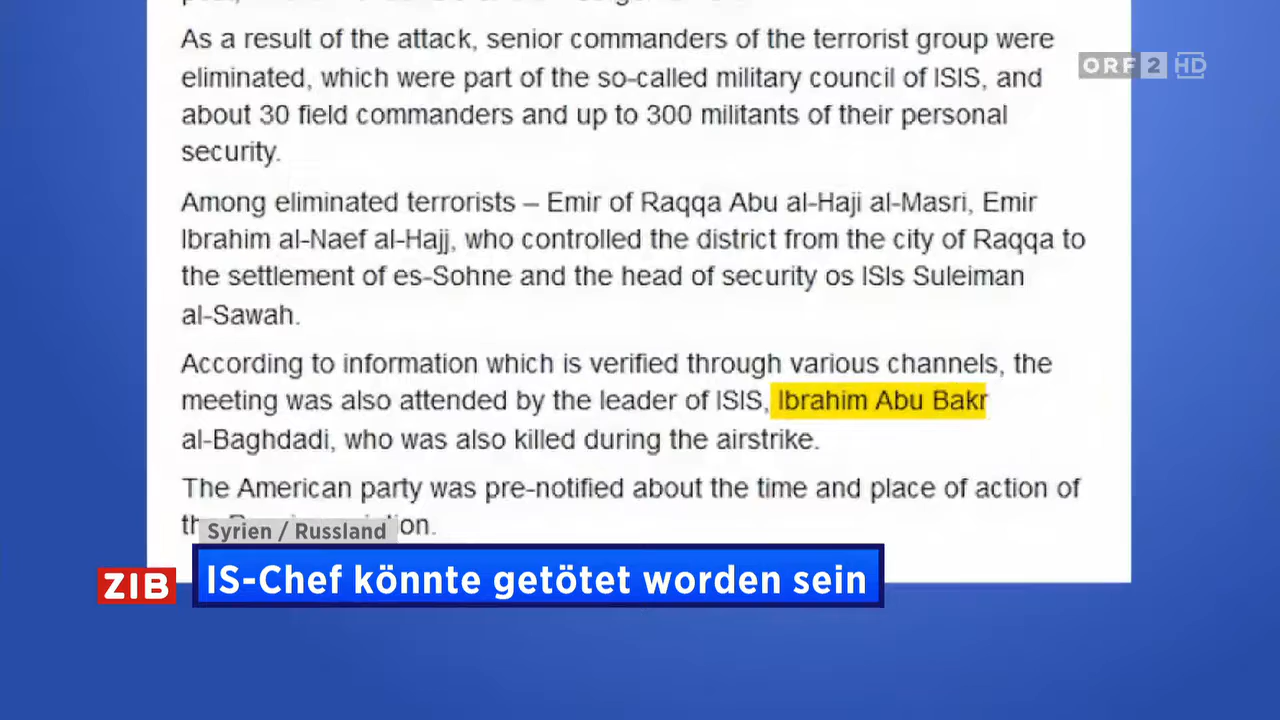 As a result of the attack, senior commanders of the terrorist group were
eliminated, which were part of the so-called military council of ISIS, and
about 30 field commanders and up to 300 militants of their personal
security.
Among eliminated terrorists – Emir of Raqqa Abu al-Haji al-Masri, Emir
Ibrahim al-Naef al-Hajj, who controlled the district from the city of Raqqa to
the settlement of es-Sohne and the head of security os ISIs Suleiman
al-Sawah.
According to information which is verified through various channels, the
meeting was also attended by the leader of ISIS, Ibrahim Abu Bakr
al-Baghdadi, who was also killed during the airstrike.
The American party was pre-notified about the time and place of action of
ORF 2 HD
Syrien / Russland
ZIB
IS-Chef könnte getötet worden sein